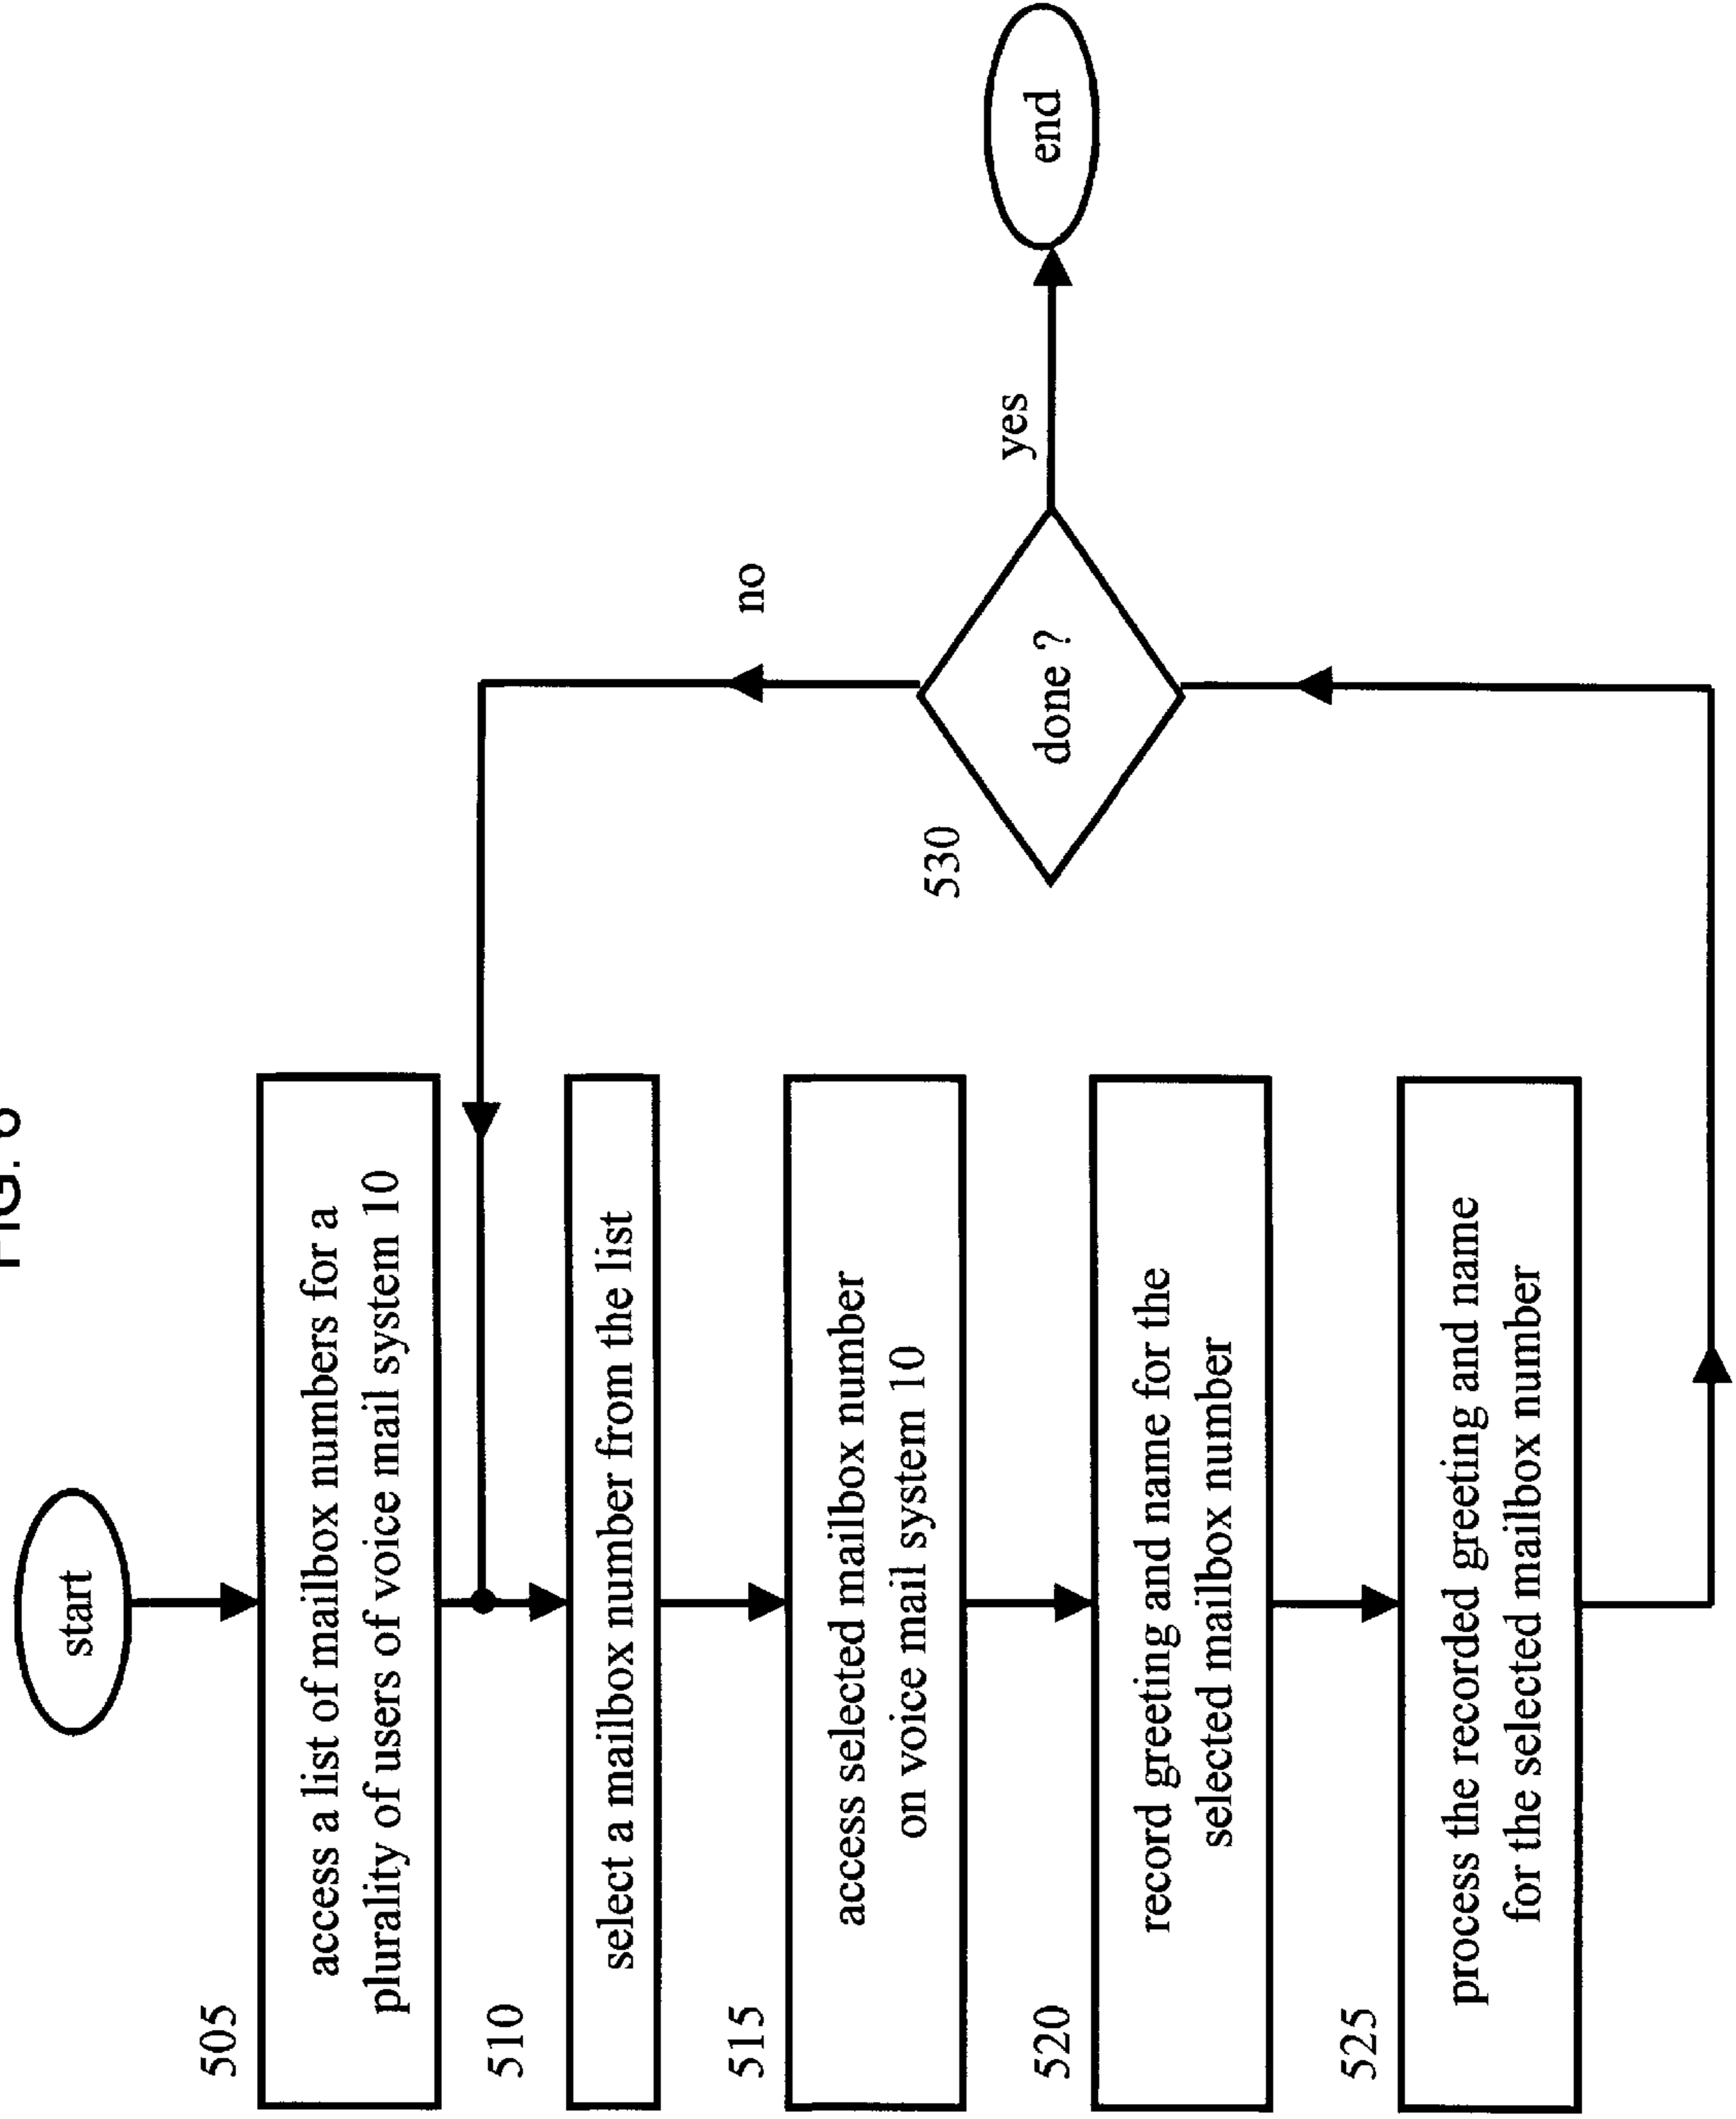 start
505
access a list of mailbox numbers for a
plurality of users of voice mail system 10
510
select a mailbox number from the list
515
access selected mailbox number
on voice mail system 10
520
record greeting and name for the
selected mailbox number
525
process the recorded greeting and name
for the selected mailbox number
530
done ?
no
yes
end